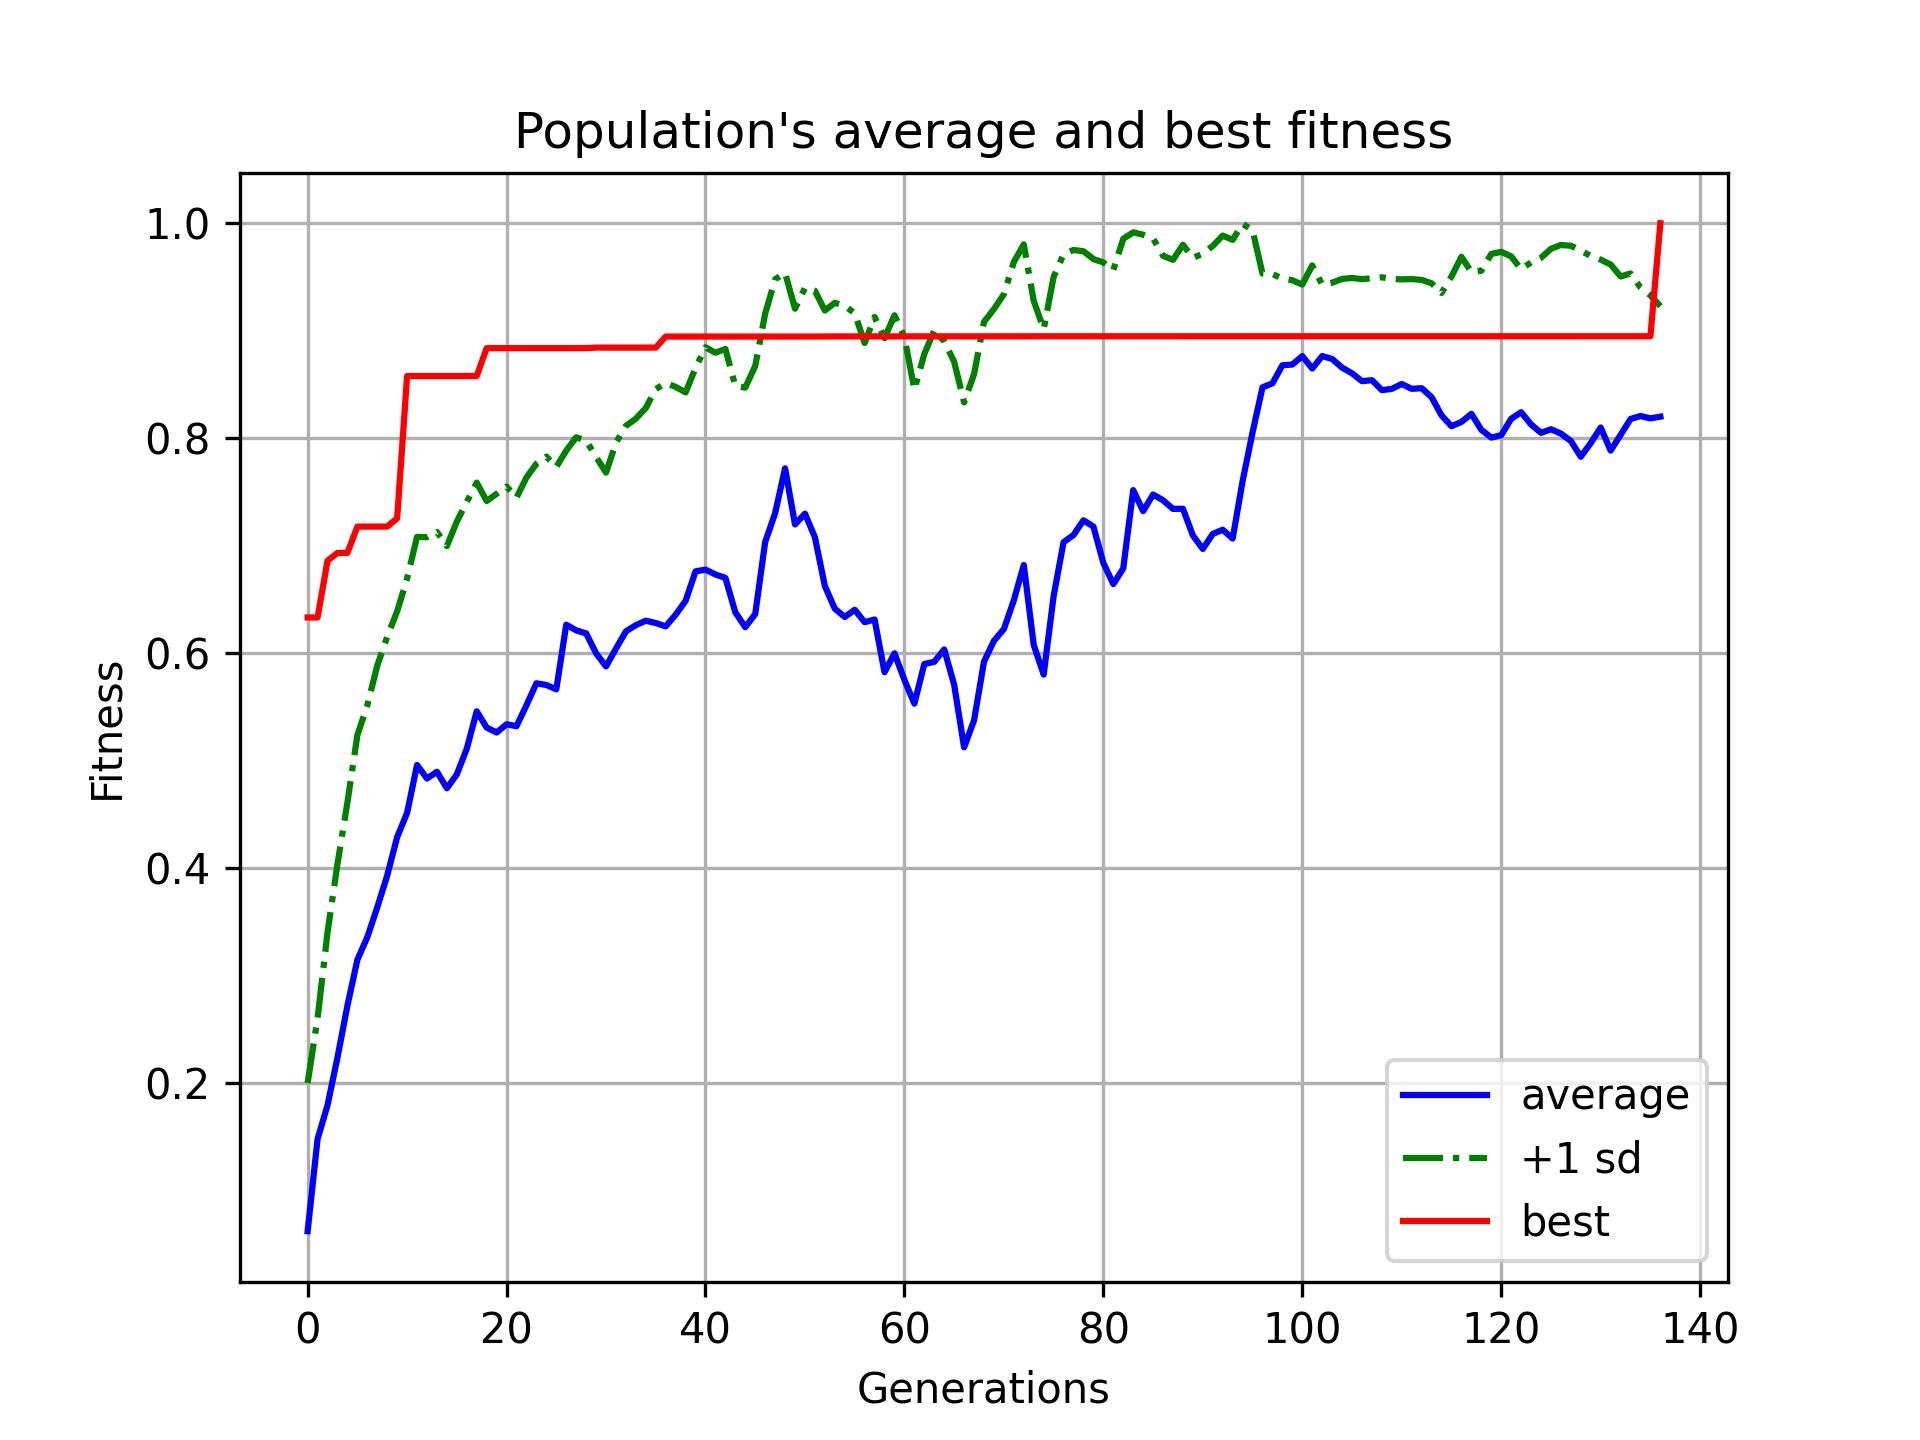 Population's average and best fitness
1.0
0.8
0.6
0.4
0.2
Fitness
average
+1 sd
best
0 20 40 60 80 100 120 140
Generations